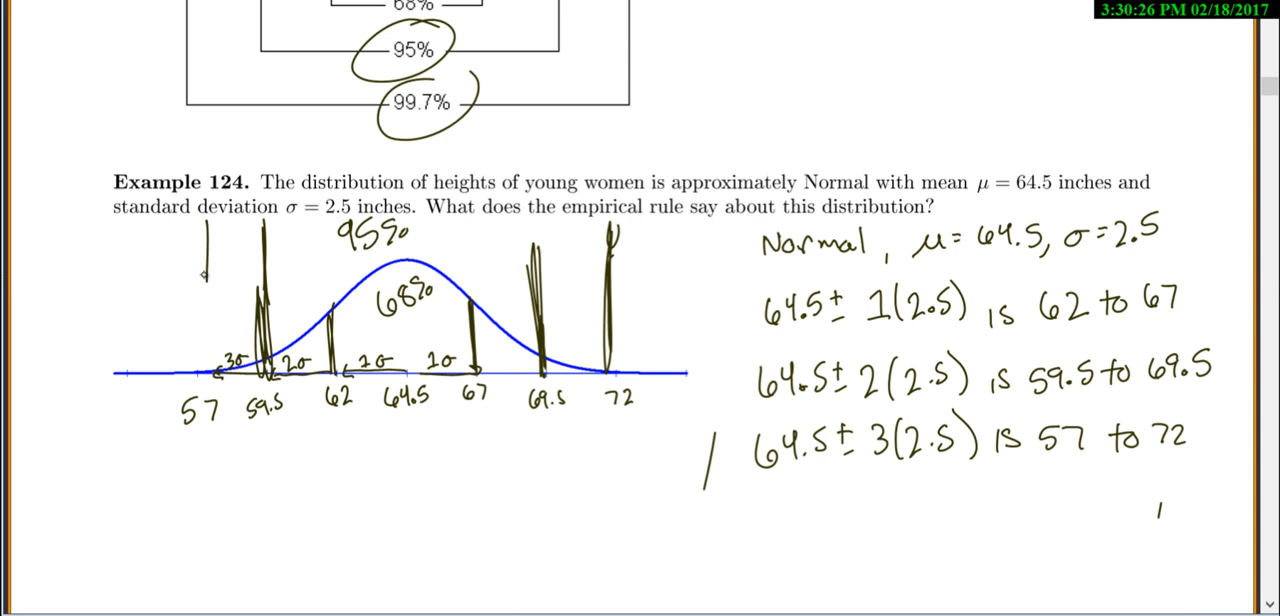 3:30:26 PM 02/18/2017
68%
95%
99.7%
Example 124. The distribution of heights of young women is approximately Normal with mean μ = 64.5 inches and
standard deviation σ = 2.5 inches. What does the empirical rule say about this distribution?
95%
68%
3σ 2σ 1σ 1σ
57 59.5 62 64.5 67 69.5 72
Normal, μ = 64.5, σ = 2.5
64.5 ± 1(2.5) is 62 to 67
64.5 ± 2(2.5) is 59.5 to 69.5
64.5 ± 3(2.5) is 57 to 72